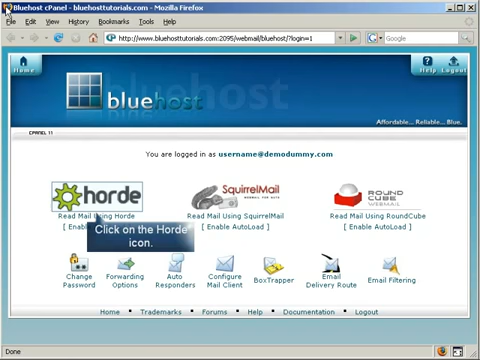 Bluehost cPanel - bluehosttutorials.com - Mozilla Firefox
File Edit View History Bookmarks Tools Help
http://www.bluehosttutorials.com:2095/webmail/bluehost/?login=1
Google
Home
Help Logout
bluehost
Affordable... Reliable.. Blue.
CPANEL 11
You are logged in as username@demodummy.com
horde
SquirrelMail
ROUND
CUBE
WEBMAIL
Read Mail Using Horde
Read Mail Using SquirrelMail
Read Mail Using RoundCube
[ Enable AutoLoad ]
[ Enable AutoLoad ]
Click on the Horde
icon.
Change
Password
Forwarding
Options
Auto
Responders
Configure
Mail Client
BoxTrapper
Email
Delivery Route
Email Filtering
Home • Trademarks • Forums • Help • Documentation • Logout
Done